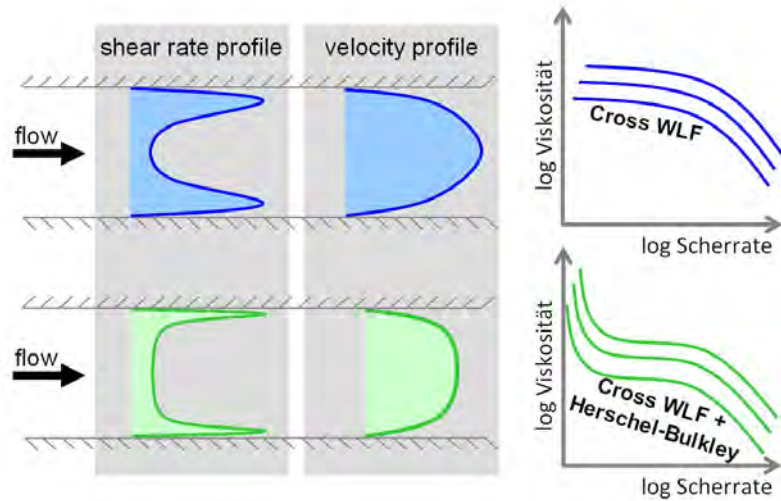 shear rate profile
velocity profile
flow
log Viskosität
Cross WLF
log Scherrate
flow
log Viskosität
Cross WLF +
Herschel-Bulkley
log Scherrate